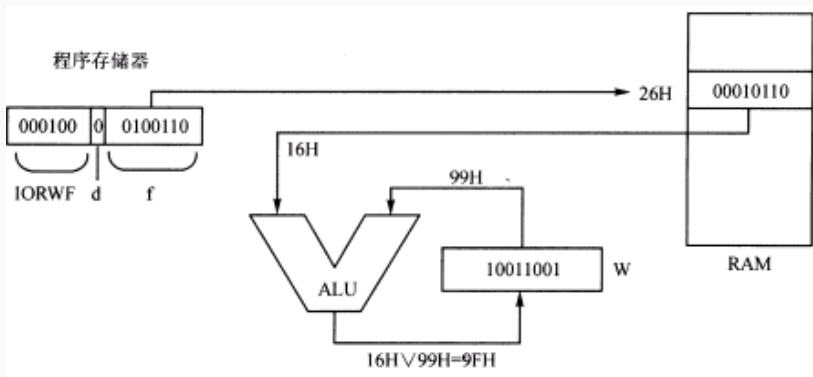 程序存储器
000100 0 0100110
IORWF d f
26H
00010110
16H
99H
ALU
10011001 W
RAM
16H∨99H=9FH